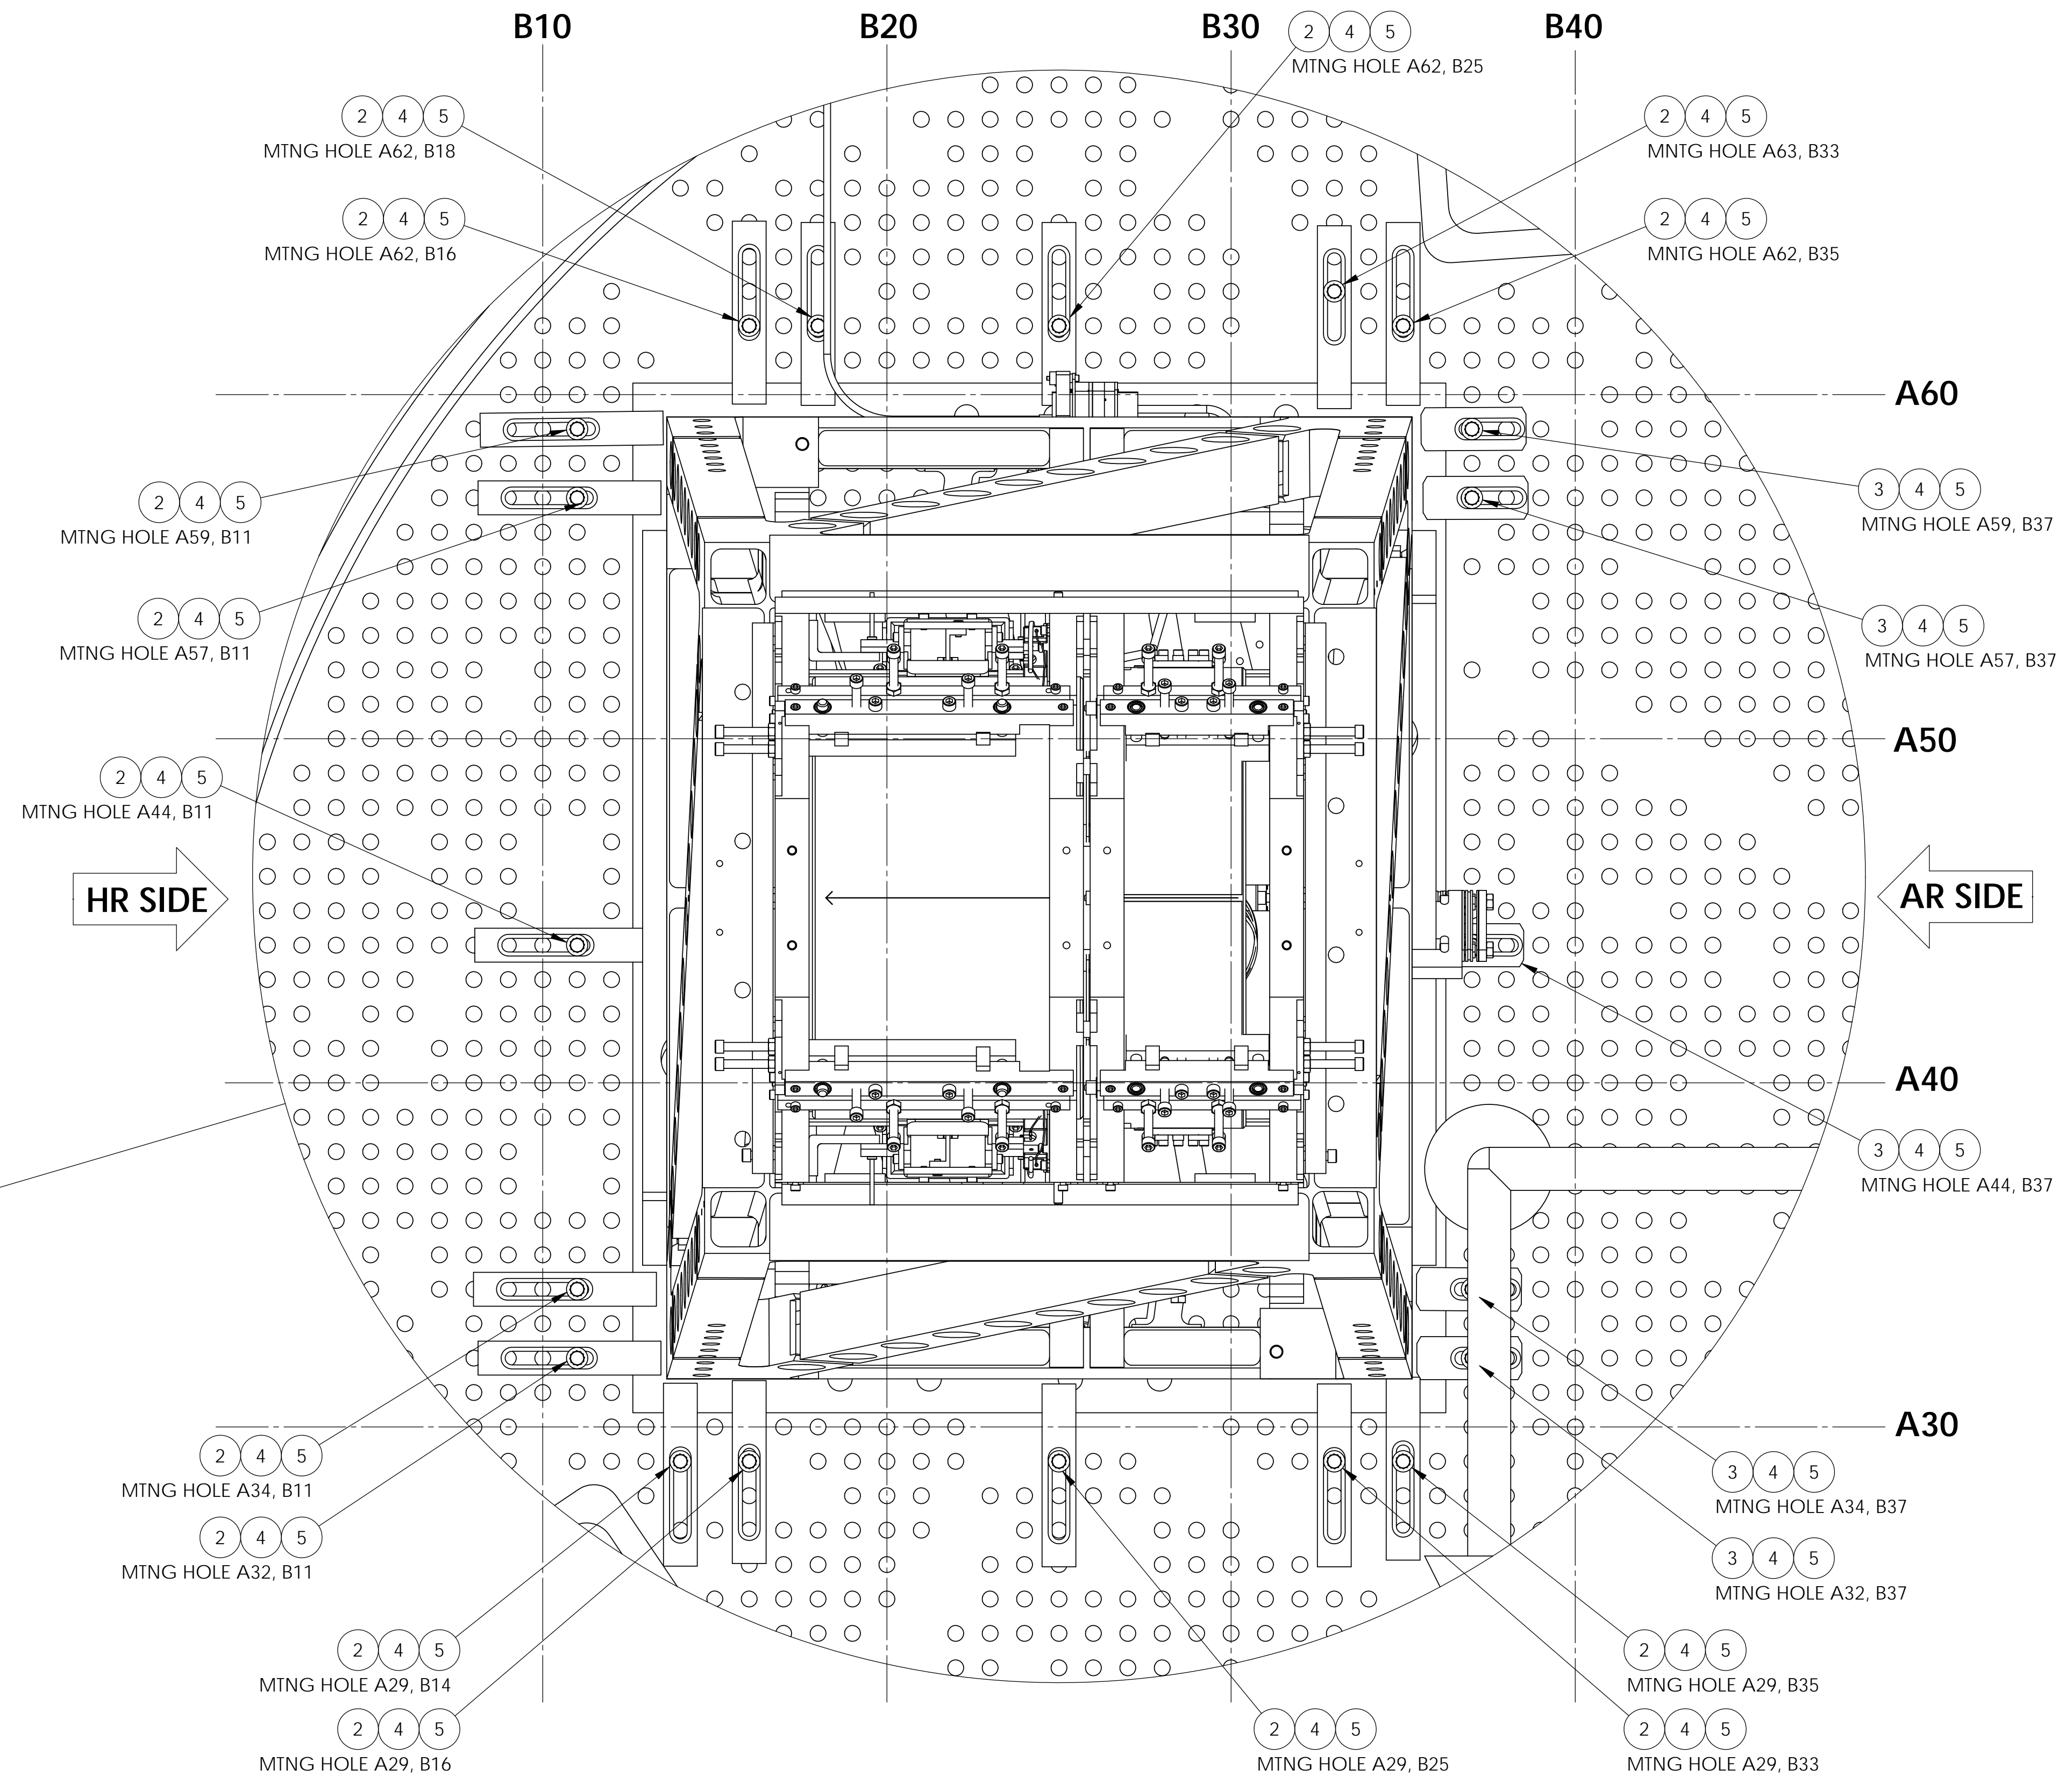 B10 B20 B30 B40
2 4 5
MTNG HOLE A62, B25
2 4 5
MTNG HOLE A62, B18
2 4 5
MNTG HOLE A63, B33
2 4 5
MTNG HOLE A62, B16
2 4 5
MNTG HOLE A62, B35
A60
2 4 5
MTNG HOLE A59, B11
3 4 5
MTNG HOLE A59, B37
2 4 5
MTNG HOLE A57, B11
3 4 5
MTNG HOLE A57, B37
A50
2 4 5
MTNG HOLE A44, B11
HR SIDE
AR SIDE
A40
3 4 5
MTNG HOLE A44, B37
A30
2 4 5
MTNG HOLE A34, B11
3 4 5
MTNG HOLE A34, B37
2 4 5
MTNG HOLE A32, B11
3 4 5
MTNG HOLE A32, B37
2 4 5
MTNG HOLE A29, B14
2 4 5
MTNG HOLE A29, B35
2 4 5
MTNG HOLE A29, B16
2 4 5
MTNG HOLE A29, B25
2 4 5
MTNG HOLE A29, B33